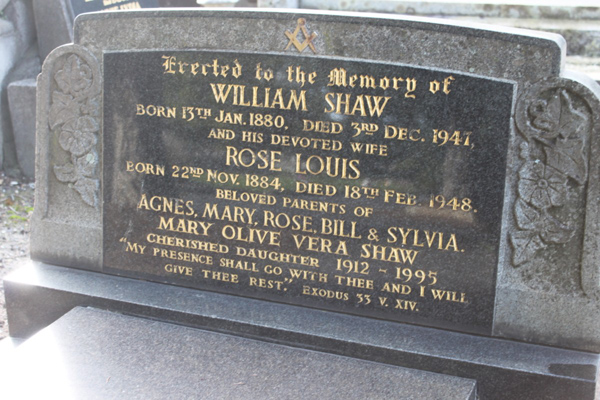 Erected to the Memory of
WILLIAM SHAW
BORN 13TH JAN. 1880, DIED 3RD DEC. 1947,
AND HIS DEVOTED WIFE
ROSE LOUIS
BORN 22ND NOV. 1884, DIED 18TH FEB. 1948.
BELOVED PARENTS OF
AGNES, MARY, ROSE, BILL & SYLVIA.
MARY OLIVE VERA SHAW
CHERISHED DAUGHTER 1912 - 1995
"MY PRESENCE SHALL GO WITH THEE AND I WILL
GIVE THEE REST." EXODUS 33 V. XIV.